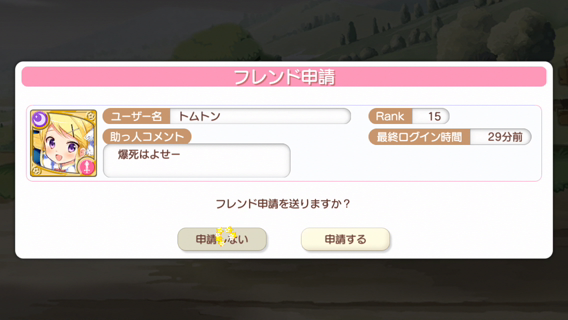 フレンド申請
ユーザー名 トムトン Rank 15
助っ人コメント 最終ログイン時間 29分前
爆死はよせー
フレンド申請を送りますか？
申請 ない 申請する